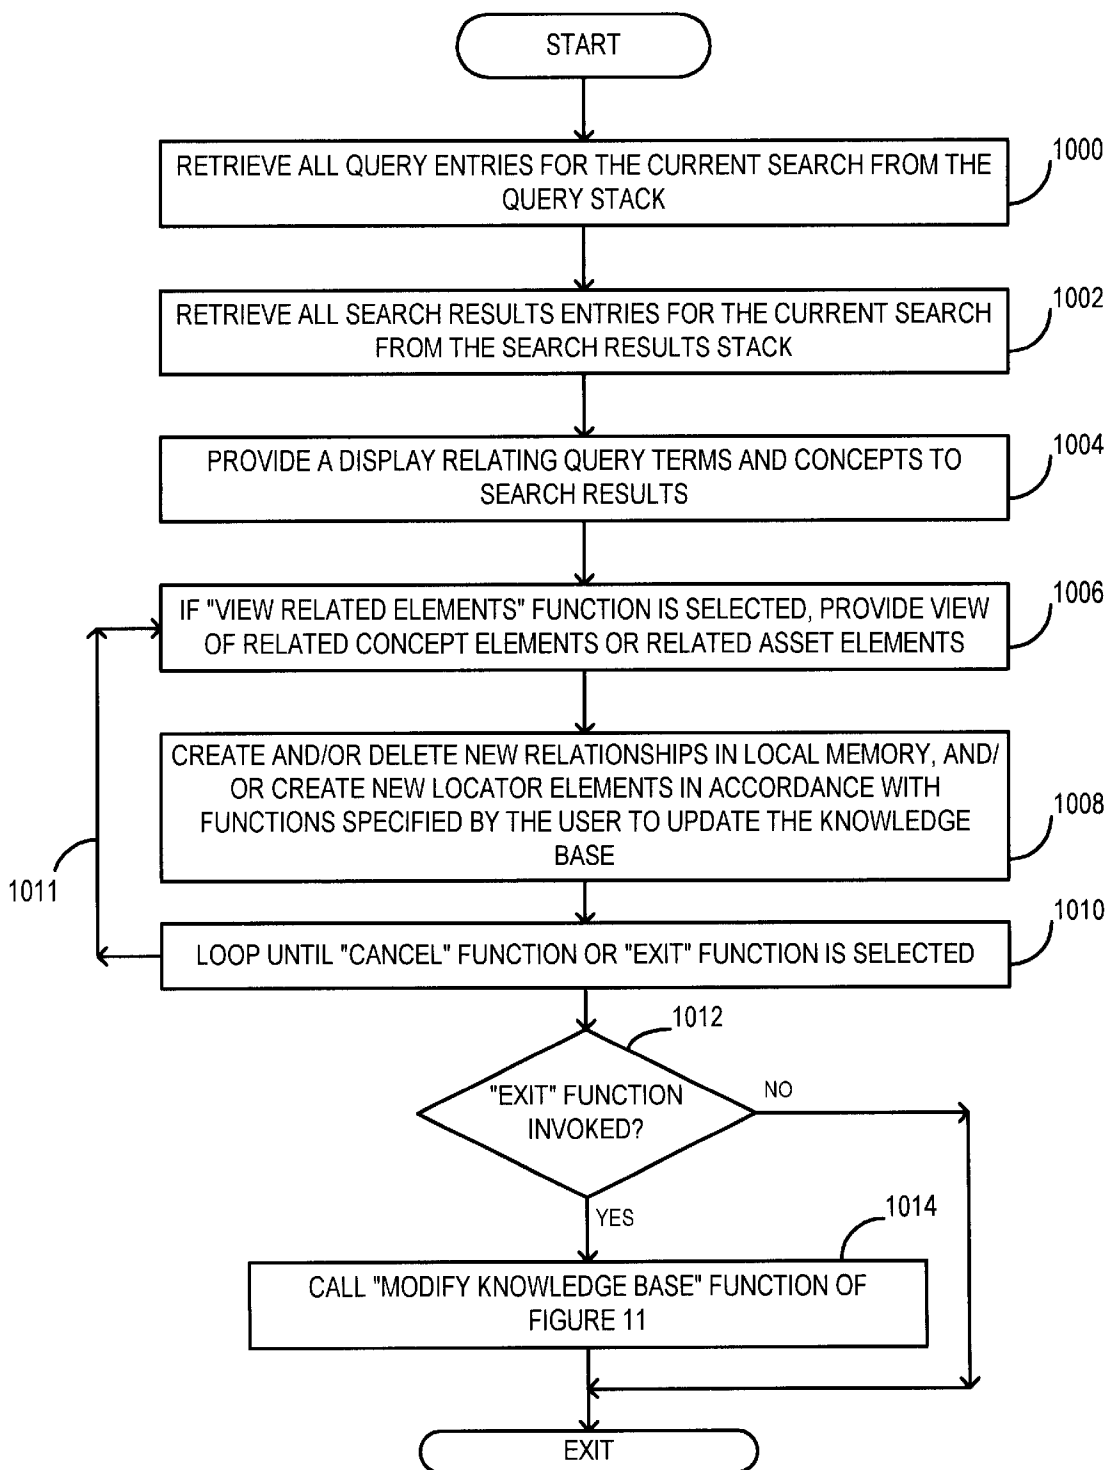 START
RETRIEVE ALL QUERY ENTRIES FOR THE CURRENT SEARCH FROM THE
QUERY STACK
1000
RETRIEVE ALL SEARCH RESULTS ENTRIES FOR THE CURRENT SEARCH
FROM THE SEARCH RESULTS STACK
1002
PROVIDE A DISPLAY RELATING QUERY TERMS AND CONCEPTS TO
SEARCH RESULTS
1004
IF "VIEW RELATED ELEMENTS" FUNCTION IS SELECTED, PROVIDE VIEW
OF RELATED CONCEPT ELEMENTS OR RELATED ASSET ELEMENTS
1006
CREATE AND/OR DELETE NEW RELATIONSHIPS IN LOCAL MEMORY, AND/
OR CREATE NEW LOCATOR ELEMENTS IN ACCORDANCE WITH
FUNCTIONS SPECIFIED BY THE USER TO UPDATE THE KNOWLEDGE
BASE
1008
1011
LOOP UNTIL "CANCEL" FUNCTION OR "EXIT" FUNCTION IS SELECTED
1010
1012
"EXIT" FUNCTION
INVOKED?
NO
YES
1014
CALL "MODIFY KNOWLEDGE BASE" FUNCTION OF
FIGURE 11
EXIT